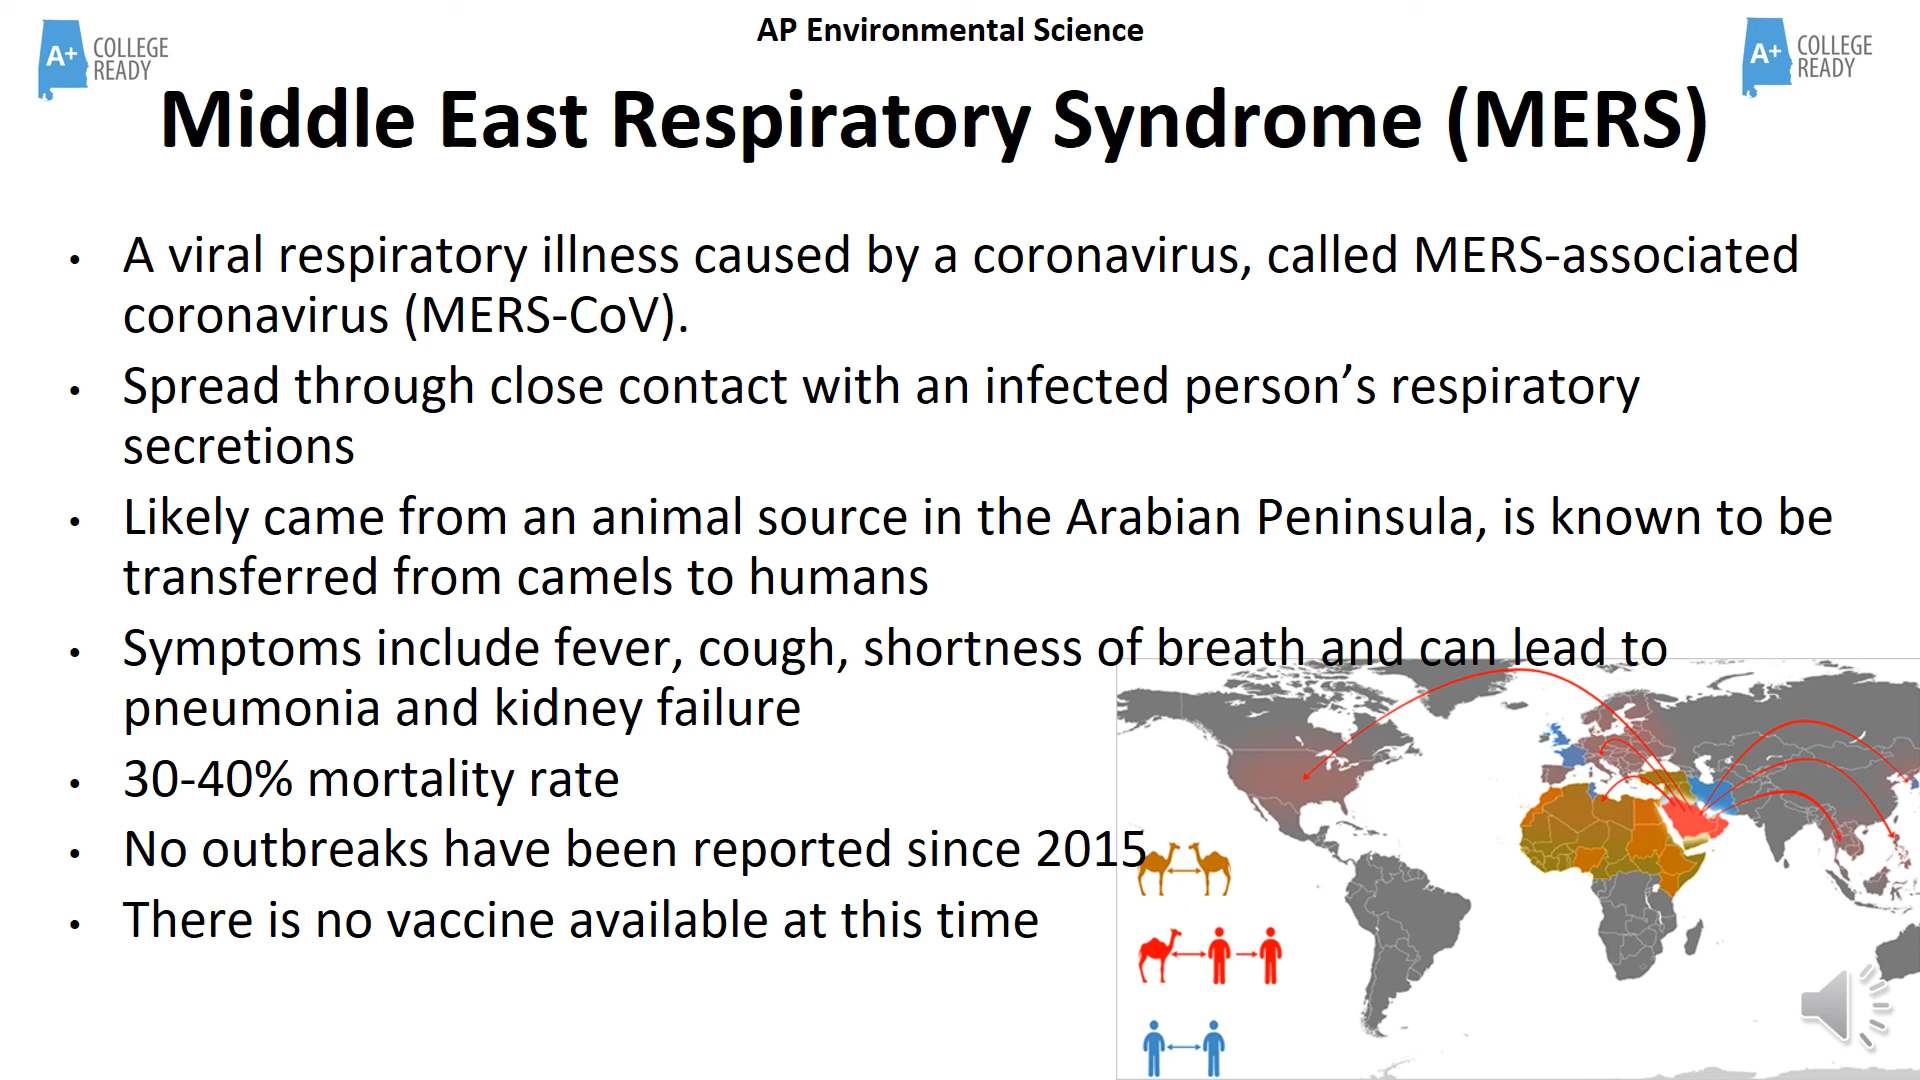 AP Environmental Science
A+ COLLEGE
READY
A+ COLLEGE
READY
Middle East Respiratory Syndrome (MERS)
• A viral respiratory illness caused by a coronavirus, called MERS-associated
coronavirus (MERS-CoV).
• Spread through close contact with an infected person’s respiratory
secretions
• Likely came from an animal source in the Arabian Peninsula, is known to be
transferred from camels to humans
• Symptoms include fever, cough, shortness of breath and can lead to
pneumonia and kidney failure
• 30-40% mortality rate
• No outbreaks have been reported since 2015
• There is no vaccine available at this time